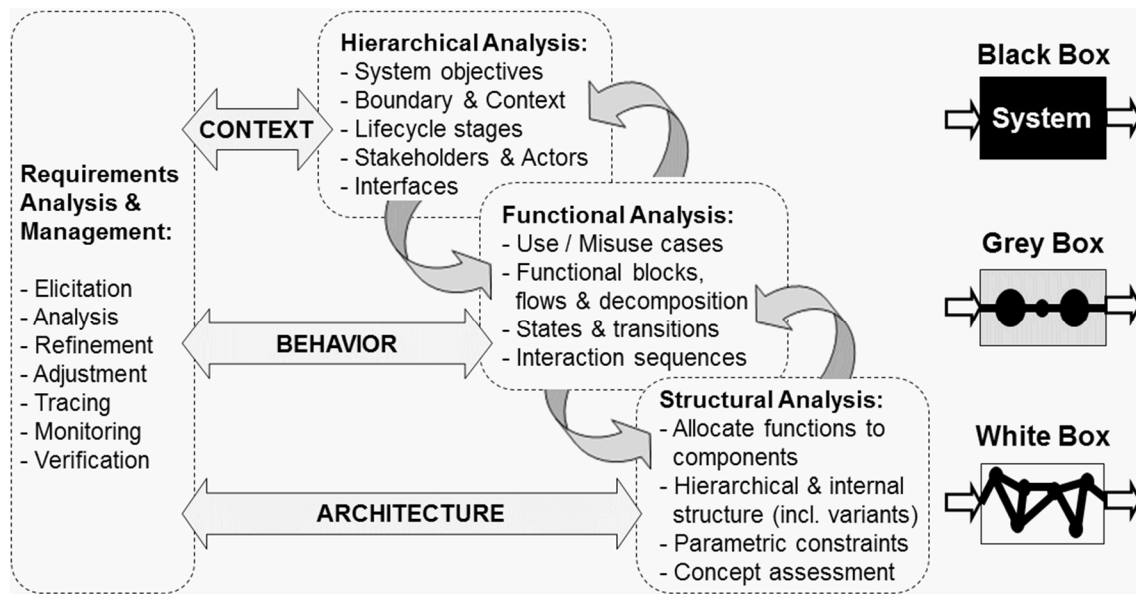 Requirements
Analysis &
Management:
- Elicitation
- Analysis
- Refinement
- Adjustment
- Tracing
- Monitoring
- Verification
CONTEXT
BEHAVIOR
ARCHITECTURE
Hierarchical Analysis:
- System objectives
- Boundary & Context
- Lifecycle stages
- Stakeholders & Actors
- Interfaces
Functional Analysis:
- Use / Misuse cases
- Functional blocks,
flows & decomposition
- States & transitions
- Interaction sequences
Structural Analysis:
- Allocate functions to
components
- Hierarchical & internal
structure (incl. variants)
- Parametric constraints
- Concept assessment
Black Box
System
Grey Box
White Box